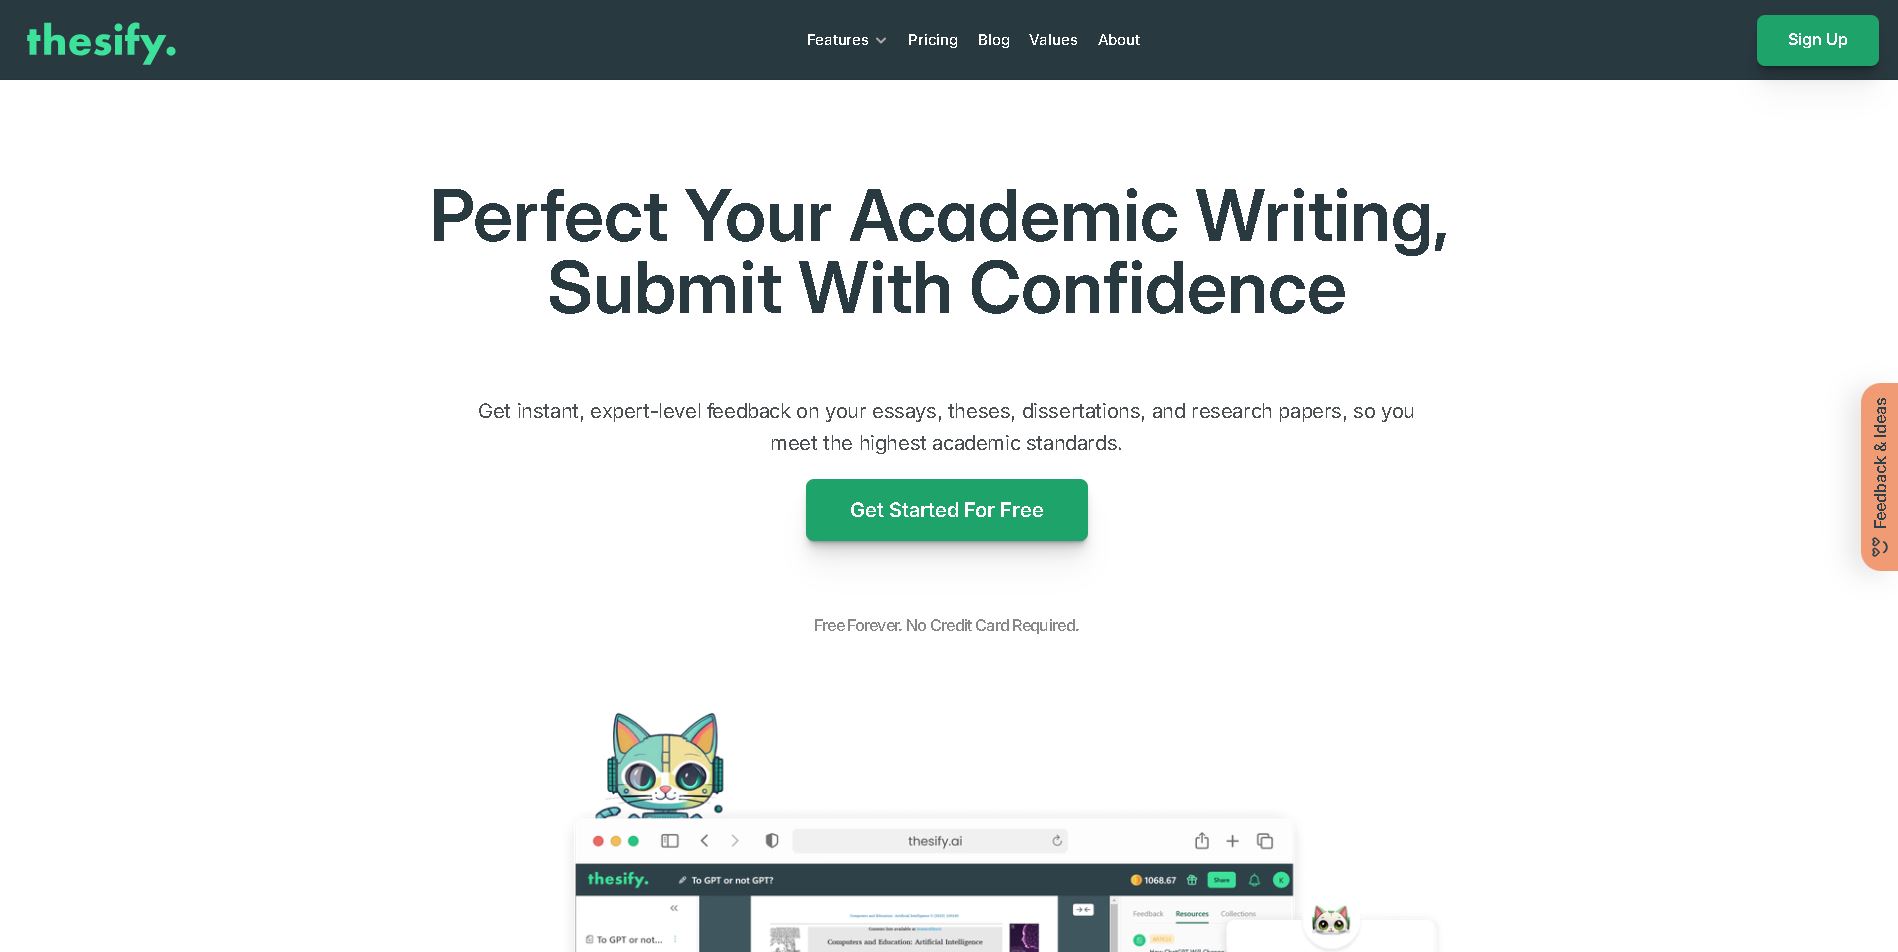 thesify.
Features
Pricing
Blog
Values
About
Sign Up
Perfect Your Academic Writing,
Submit With Confidence
Get instant, expert-level feedback on your essays, theses, dissertations, and research papers, so you
meet the highest academic standards.
Get Started For Free
Feedback & Ideas
Free Forever. No Credit Card Required.
thesify.ai
thesify.
To GPT or not GPT?
1068.67
Share
K
Feedback
Resources
Collections
Computers and Education: Artificial Intelligence
To GPT or not...
ARTICLE